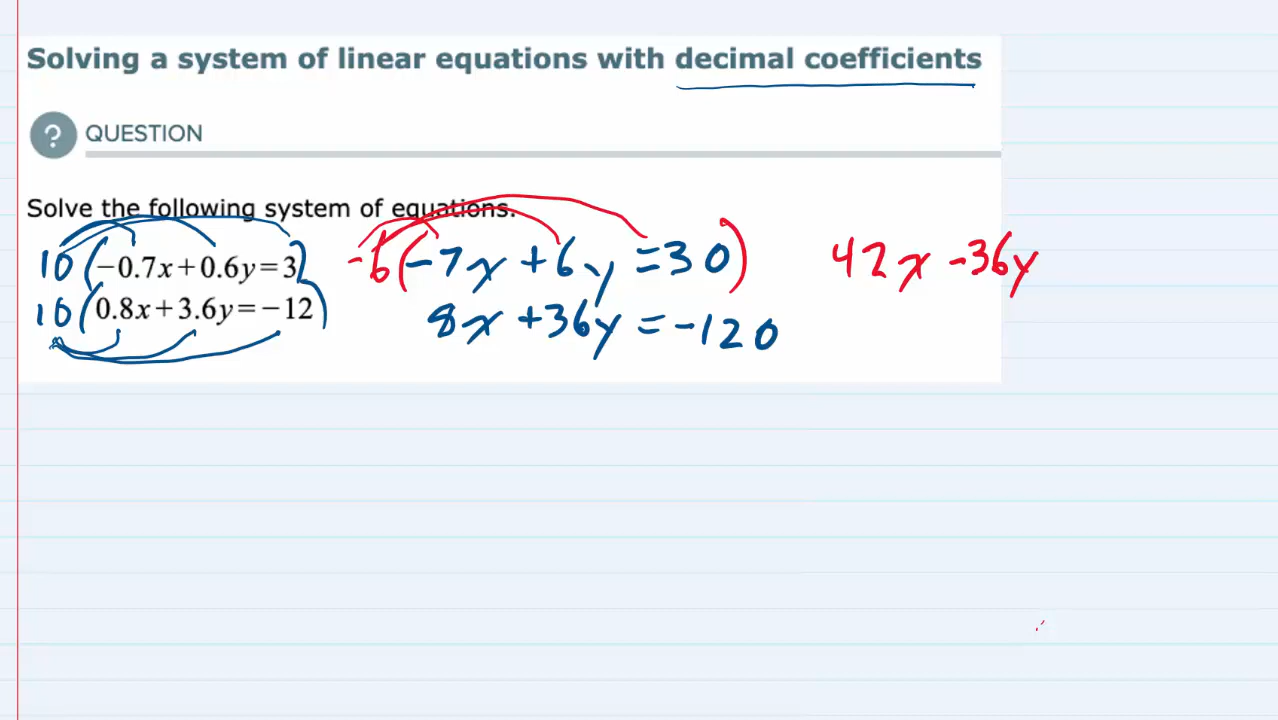 Solving a system of linear equations with decimal coefficients
? QUESTION
Solve the following system of equations.
10(−0.7x+0.6y=3) -6(-7x+6y=30) 42x-36y
10(0.8x+3.6y=−12) 8x+36y=-120